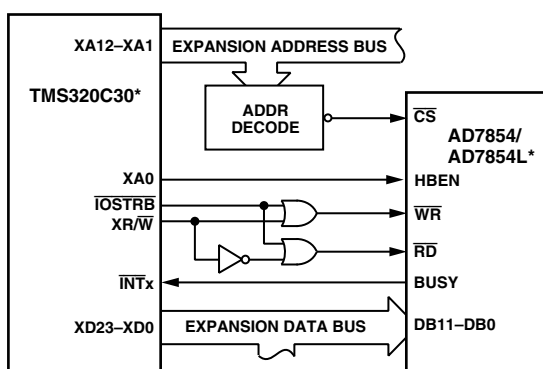 XA12–XA1
EXPANSION ADDRESS BUS
TMS320C30*
ADDR
DECODE
CS
AD7854/
AD7854L*
XA0
HBEN
IOSTRB
WR
XR/W
RD
INTx
BUSY
XD23–XD0
EXPANSION DATA BUS
DB11–DB0